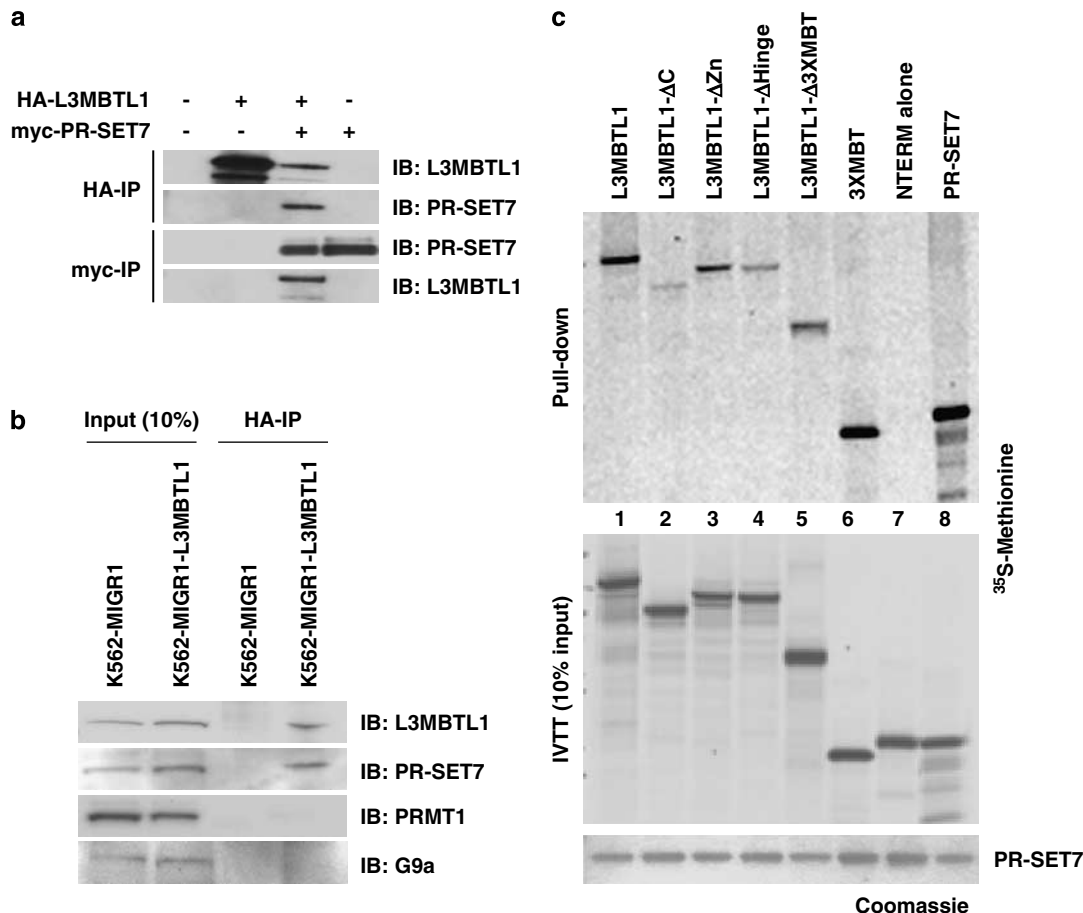 a
HA-L3MBTL1 - + + -
myc-PR-SET7 - - + +
HA-IP
IB: L3MBTL1
IB: PR-SET7
myc-IP
IB: PR-SET7
IB: L3MBTL1
b
Input (10%) HA-IP
K562-MIGR1
K562-MIGR1-L3MBTL1
K562-MIGR1
K562-MIGR1-L3MBTL1
IB: L3MBTL1
IB: PR-SET7
IB: PRMT1
IB: G9a
c
L3MBTL1
L3MBTL1-ΔC
L3MBTL1-ΔZn
L3MBTL1-ΔHinge
L3MBTL1-Δ3XMBT
3XMBT
NTERM alone
PR-SET7
Pull-down
1 2 3 4 5 6 7 8
IVTT (10% input)
35S-Methionine
PR-SET7
Coomassie